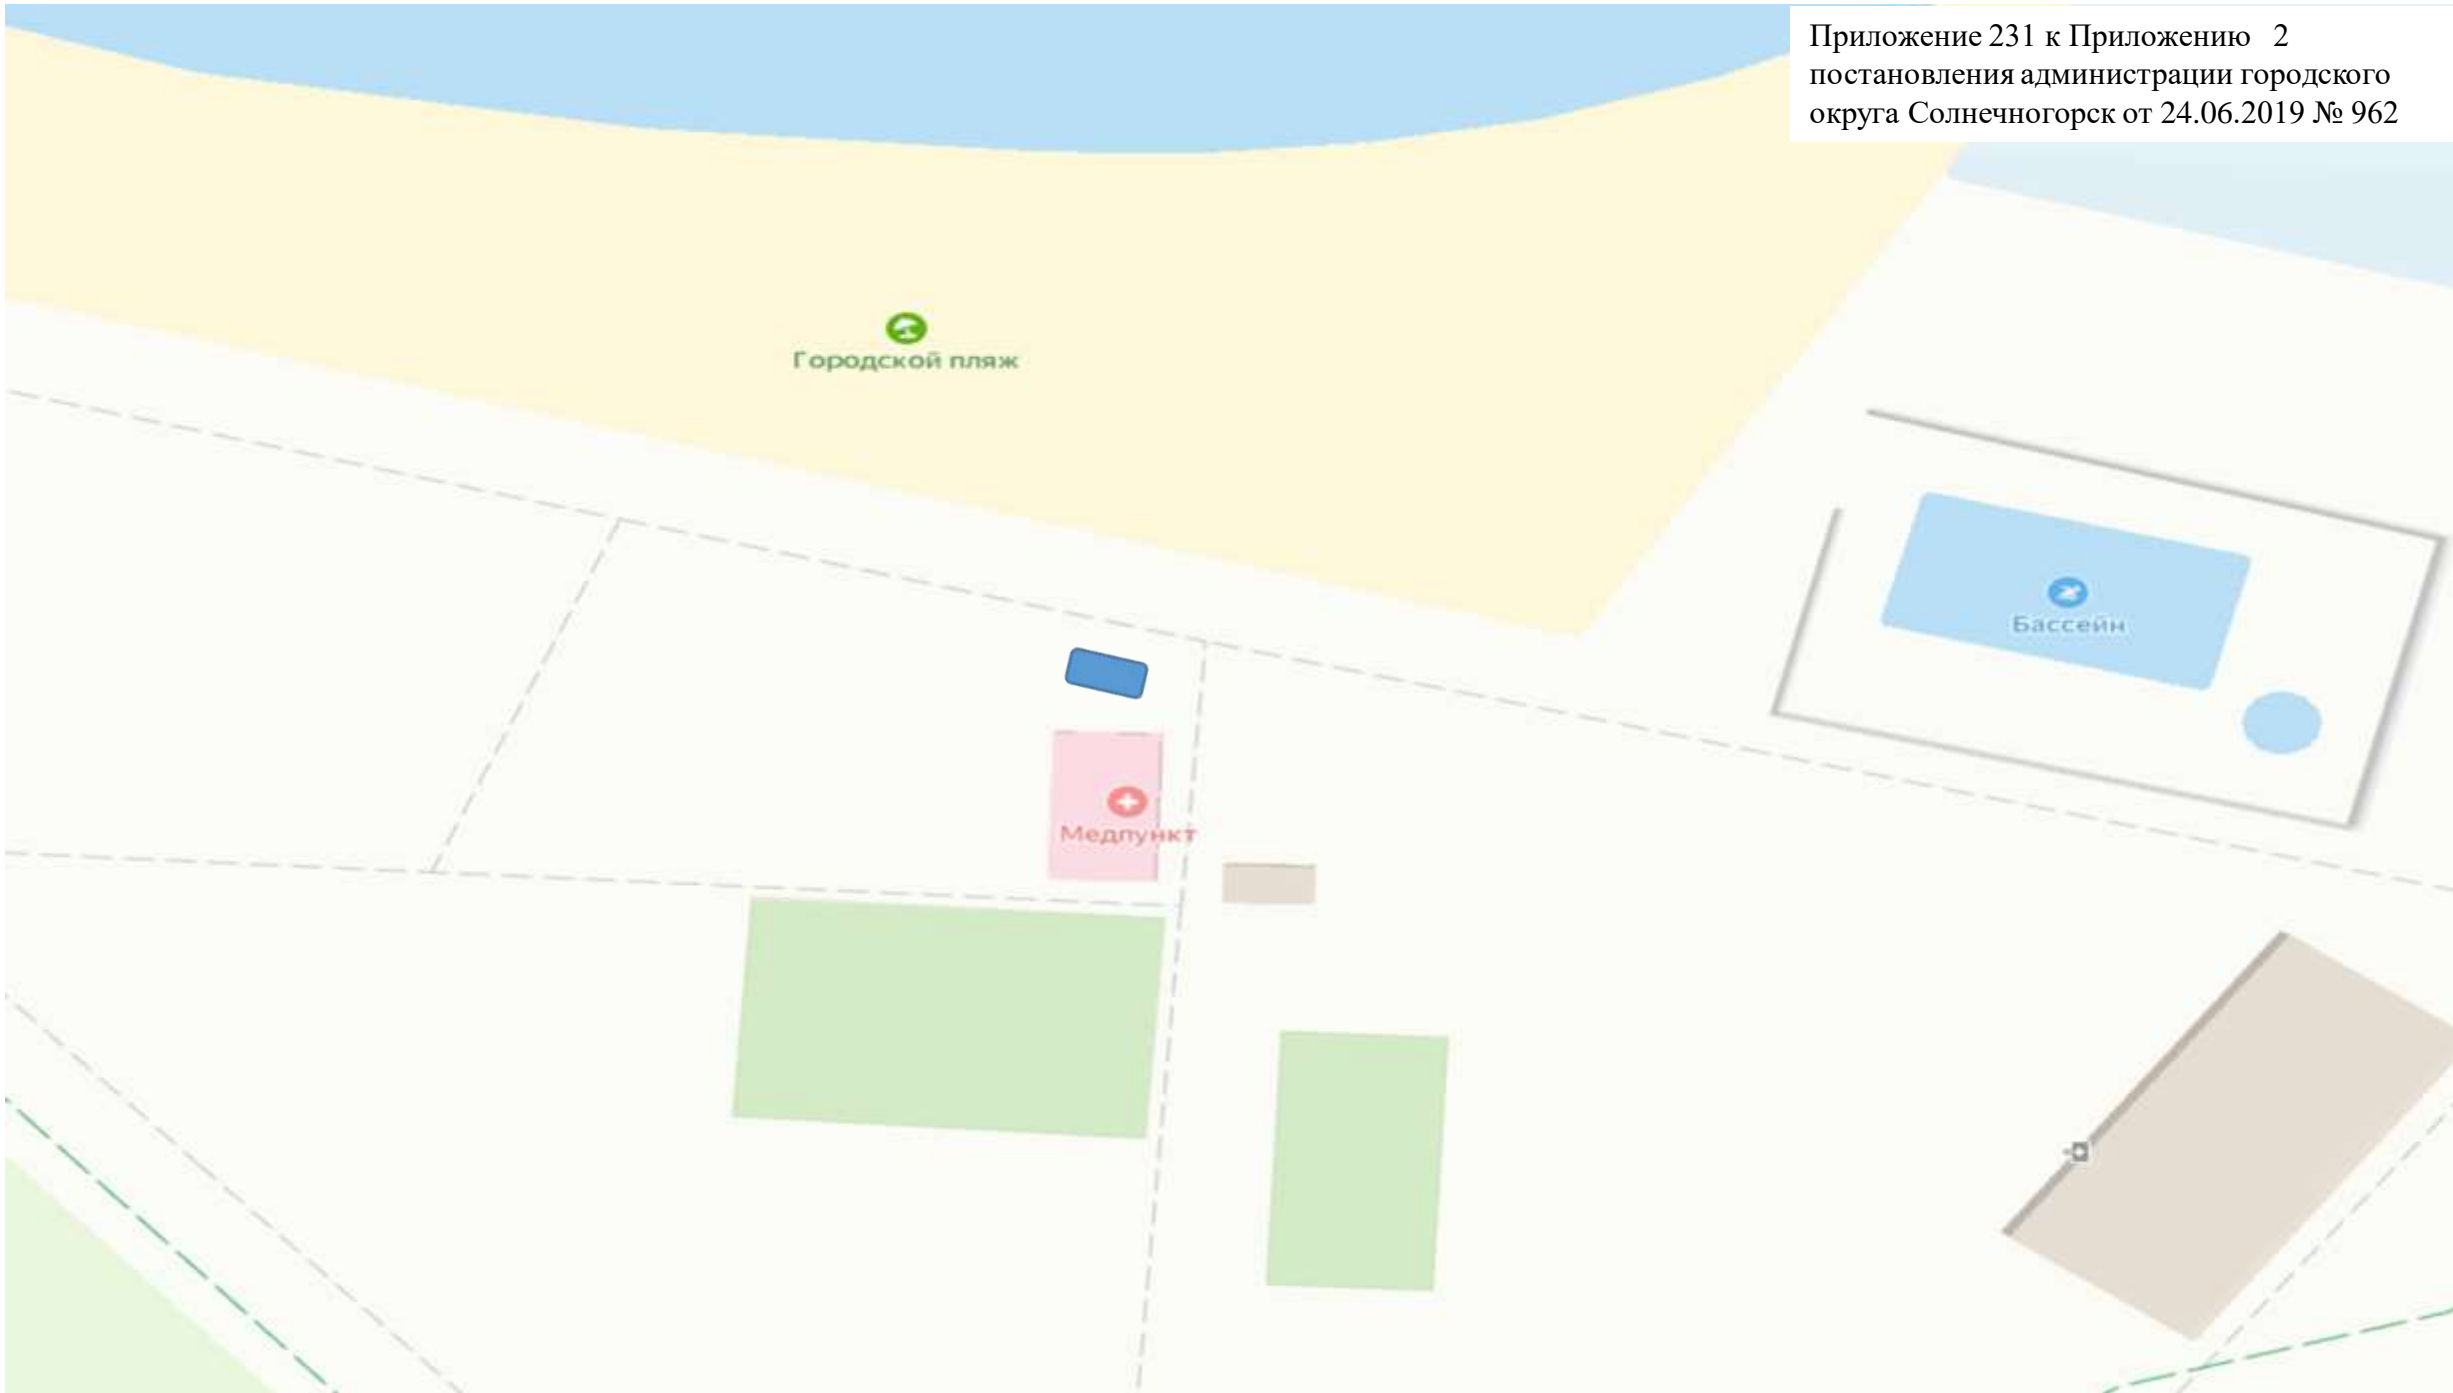 Приложение 231 к Приложению 2
постановления администрации городского
округа Солнечногорск от 24.06.2019 № 962
Городской пляж
Бассейн
Медпункт